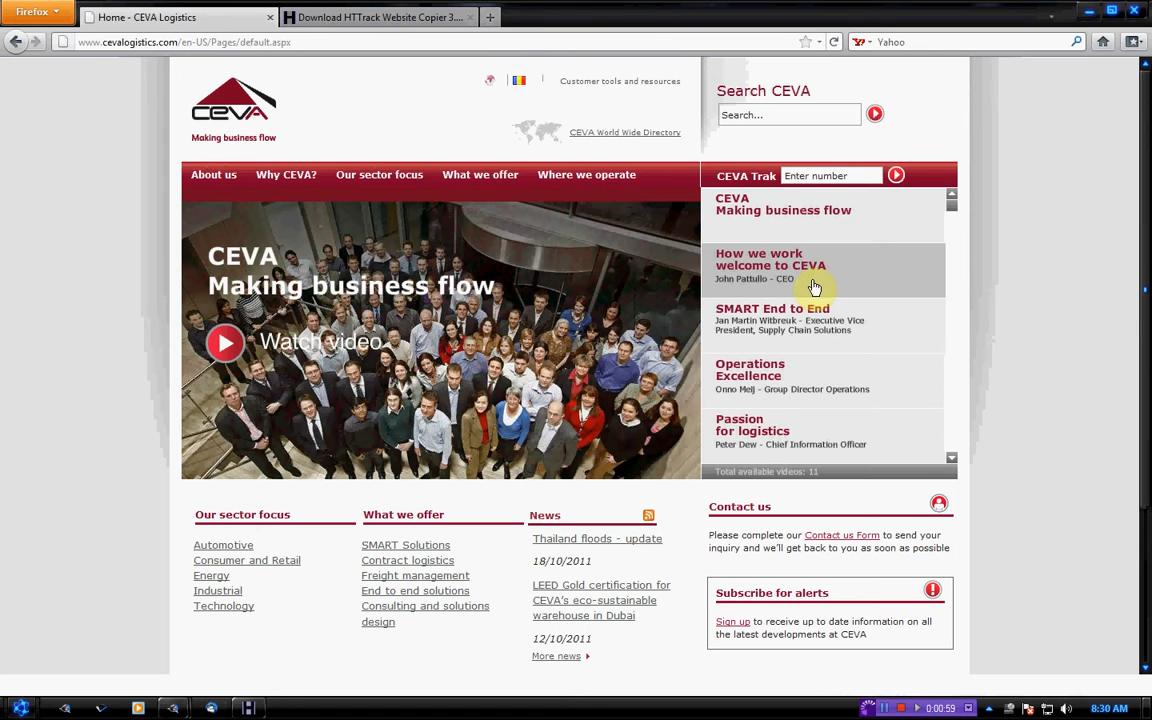 Firefox
Home - CEVA Logistics
Download HTTrack Website Copier 3....
www.cevalogistics.com/en-US/Pages/default.aspx
Yahoo
ceva
Making business flow
Customer tools and resources
CEVA World Wide Directory
Search CEVA
Search...
About us
Why CEVA?
Our sector focus
What we offer
Where we operate
CEVA Trak
Enter number
CEVA
Making business flow
Watch video
CEVA
Making business flow
How we work
welcome to CEVA
John Pattullo - CEO
SMART End to End
Jan Martin Witbreuk - Executive Vice
President, Supply Chain Solutions
Operations
Excellence
Onno Meij - Group Director Operations
Passion
for logistics
Peter Dew - Chief Information Officer
Total available videos: 11
Our sector focus
Automotive
Consumer and Retail
Energy
Industrial
Technology
What we offer
SMART Solutions
Contract logistics
Freight management
End to end solutions
Consulting and solutions
design
News
Thailand floods - update
18/10/2011
LEED Gold certification for
CEVA's eco-sustainable
warehouse in Dubai
12/10/2011
More news
Contact us
Please complete our Contact us Form to send your
inquiry and we'll get back to you as soon as possible
Subscribe for alerts
Sign up to receive up to date information on all
the latest developments at CEVA
0:00:59
8:30 AM